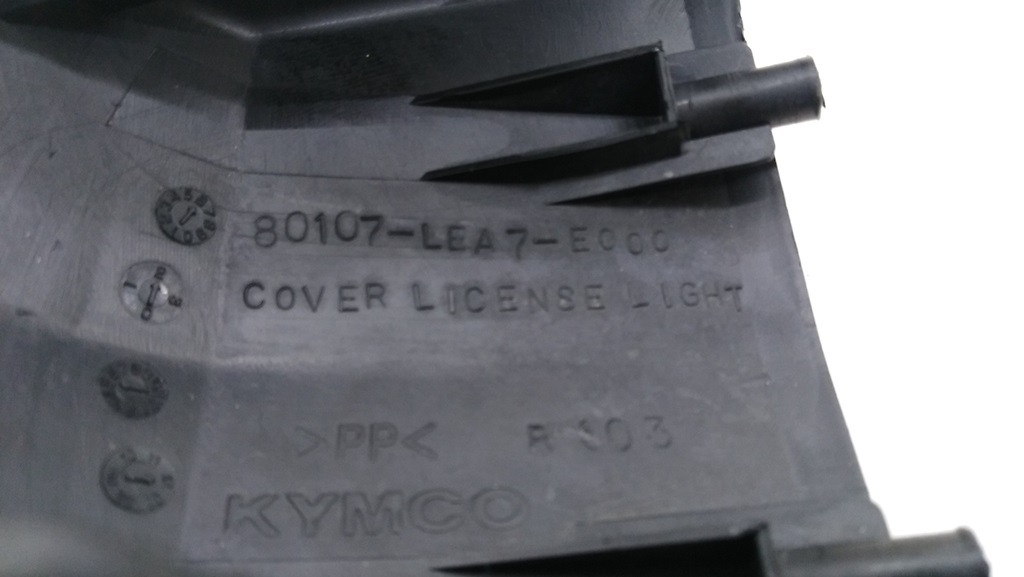 80107-LEA7-E000
COVER LICENSE LIGHT
>PP<
KYMCO